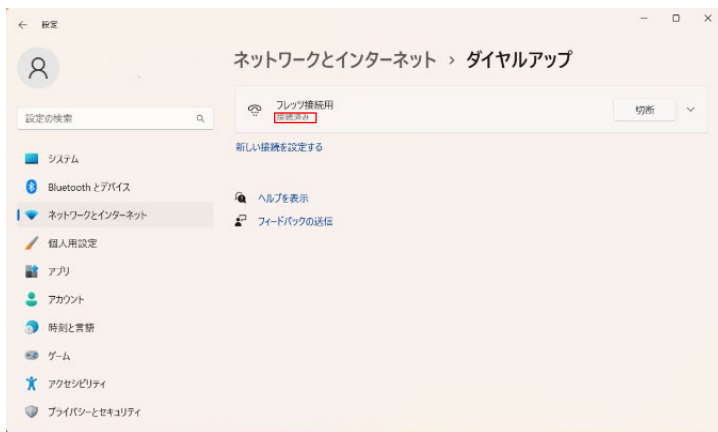 設定
ネットワークとインターネット › ダイヤルアップ
フレッツ接続用
接続済み
切断
設定の検索
新しい接続を設定する
システム
Bluetooth とデバイス
ヘルプを表示
ネットワークとインターネット
フィードバックの送信
個人用設定
アプリ
アカウント
時刻と言語
ゲーム
アクセシビリティ
プライバシーとセキュリティ